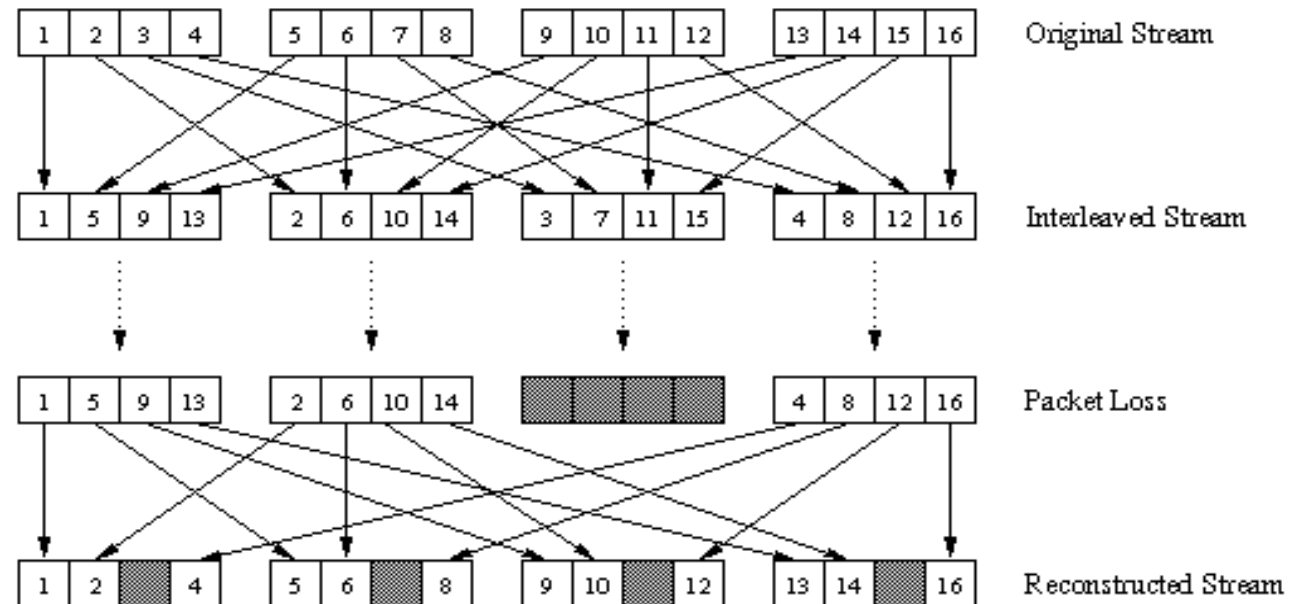 1 2 3 4 5 6 7 8 9 10 11 12 13 14 15 16 Original Stream
1 5 9 13 2 6 10 14 3 7 11 15 4 8 12 16 Interleaved Stream
1 5 9 13 2 6 10 14 4 8 12 16 Packet Loss
1 2 4 5 6 8 9 10 12 13 14 16 Reconstructed Stream